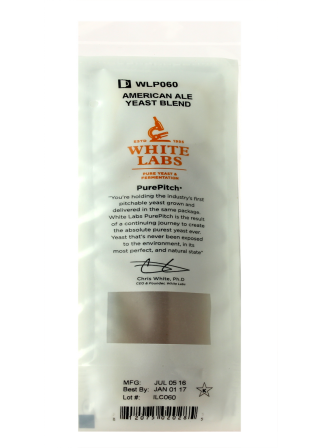 WLP060
AMERICAN ALE
YEAST BLEND
ESTD 1995
WHITE
LABS
PURE YEAST &
FERMENTATION
PurePitch®
"You're holding the industry's first
pitchable yeast grown and
delivered in the same package.
White Labs PurePitch is the result
of a continuing journey to create
the absolute purest yeast ever.
Yeast that's never been exposed
to the environment, in its
most perfect, and natural state"
Chris White, Ph.D
CEO & Founder, White Labs
MFG: JUL 05 16
Best By: JAN 01 17
Lot #: ILC060